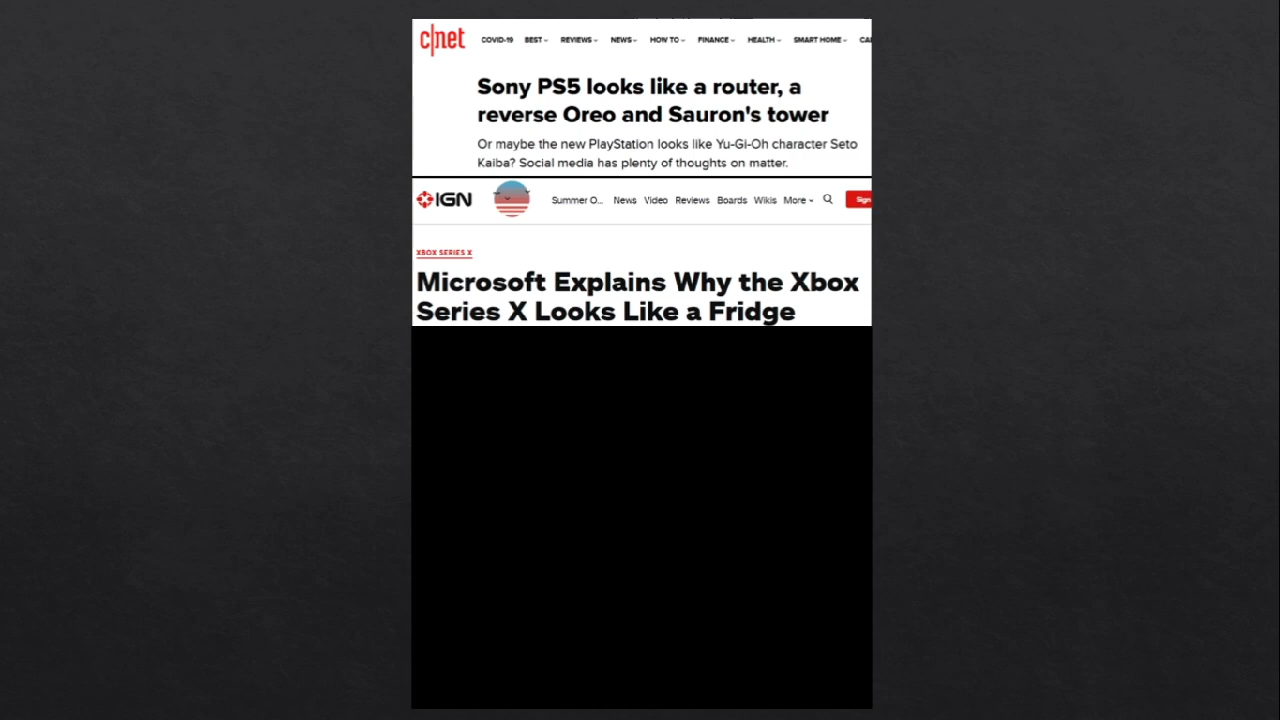 c|net COVID-19 BEST REVIEWS NEWS HOW TO FINANCE HEALTH SMART HOME CA
Sony PS5 looks like a router, a
reverse Oreo and Sauron's tower
Or maybe the new PlayStation looks like Yu-Gi-Oh character Seto
Kaiba? Social media has plenty of thoughts on matter.
IGN Summer O... News Video Reviews Boards Wikis More Sign
XBOX SERIES X
Microsoft Explains Why the Xbox
Series X Looks Like a Fridge